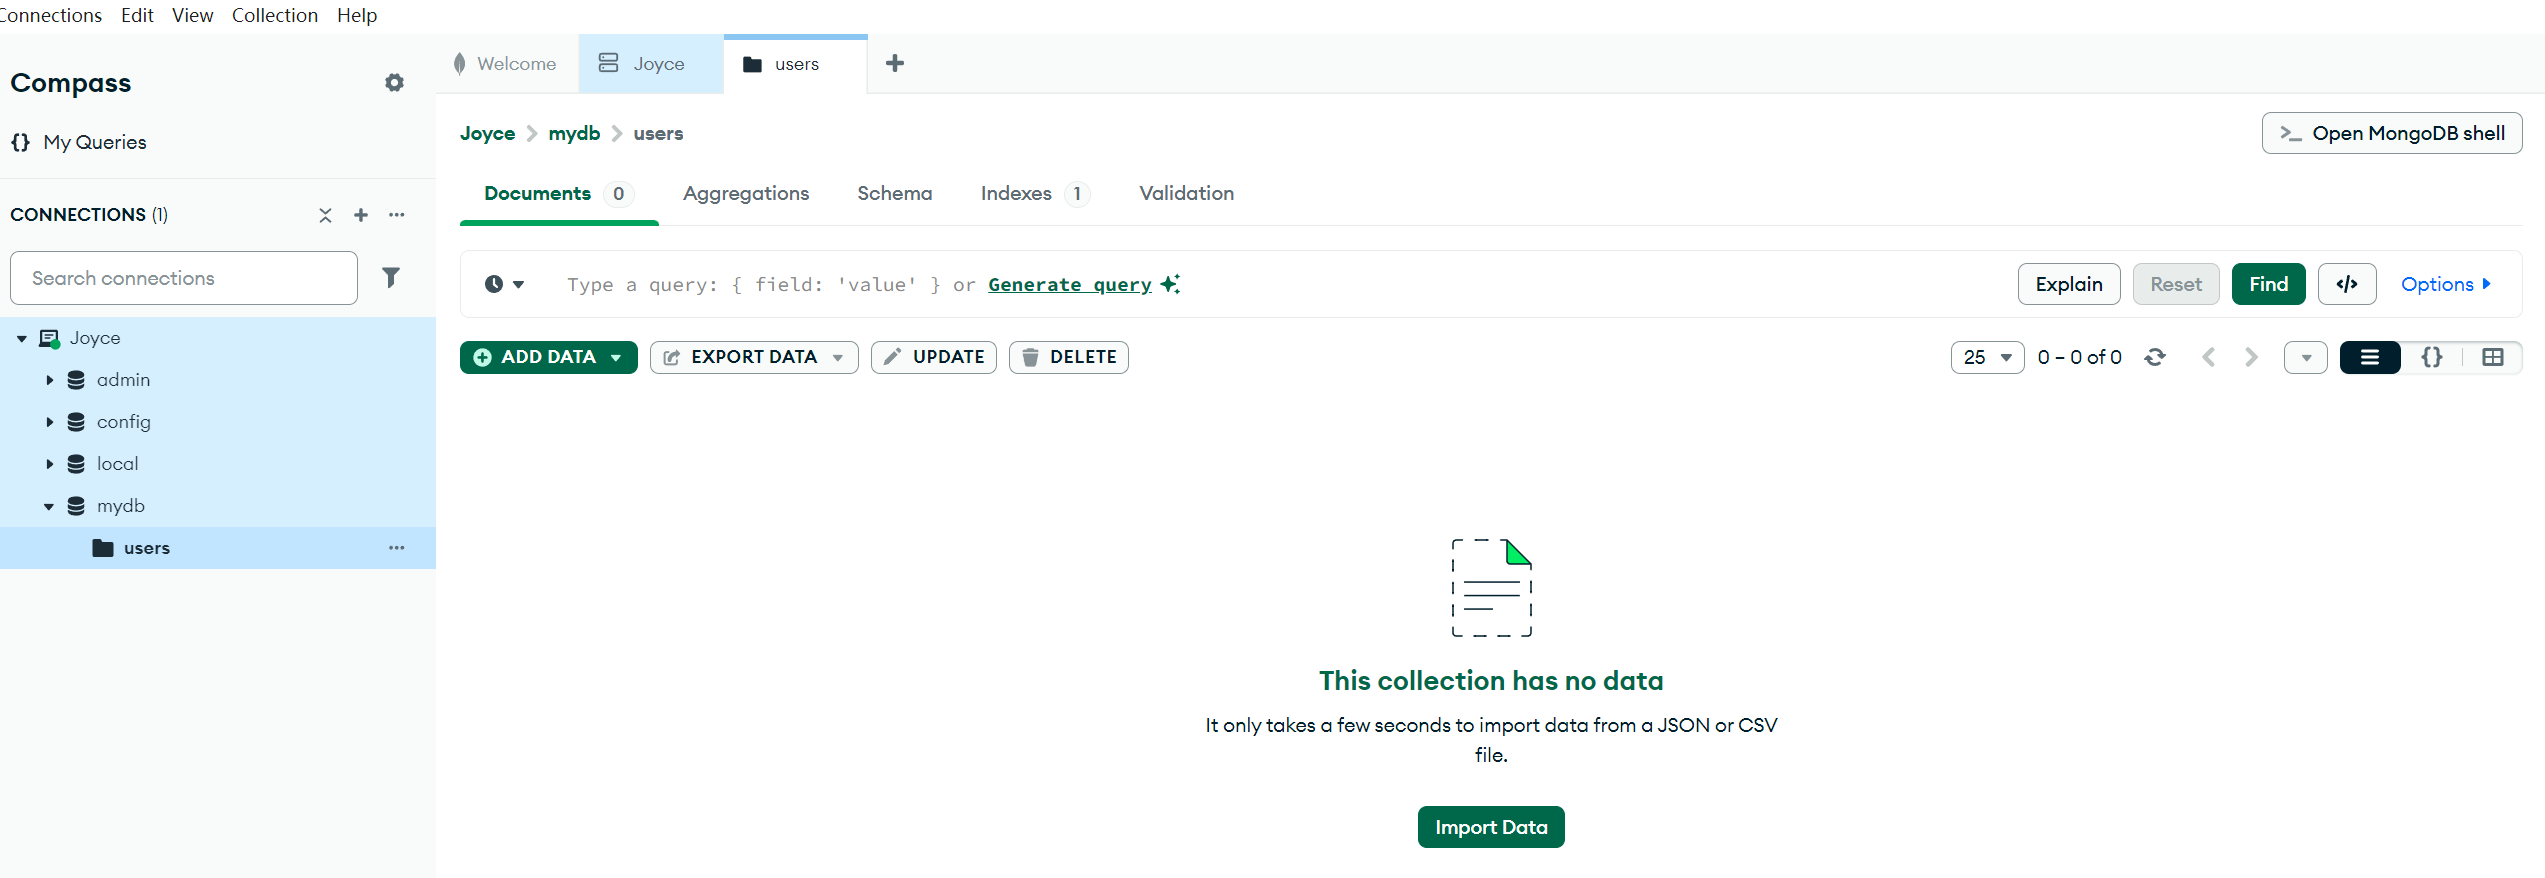 Connections Edit View Collection Help
Compass
My Queries
CONNECTIONS (1)
Search connections
Joyce
admin
config
local
mydb
users
Welcome
Joyce
users
Joyce > mydb > users
Open MongoDB shell
Documents 0 Aggregations Schema Indexes 1 Validation
Type a query: { field: 'value' } or Generate query
Explain Reset Find </> Options
ADD DATA EXPORT DATA UPDATE DELETE
25 0 – 0 of 0 {}
This collection has no data
It only takes a few seconds to import data from a JSON or CSV
file.
Import Data